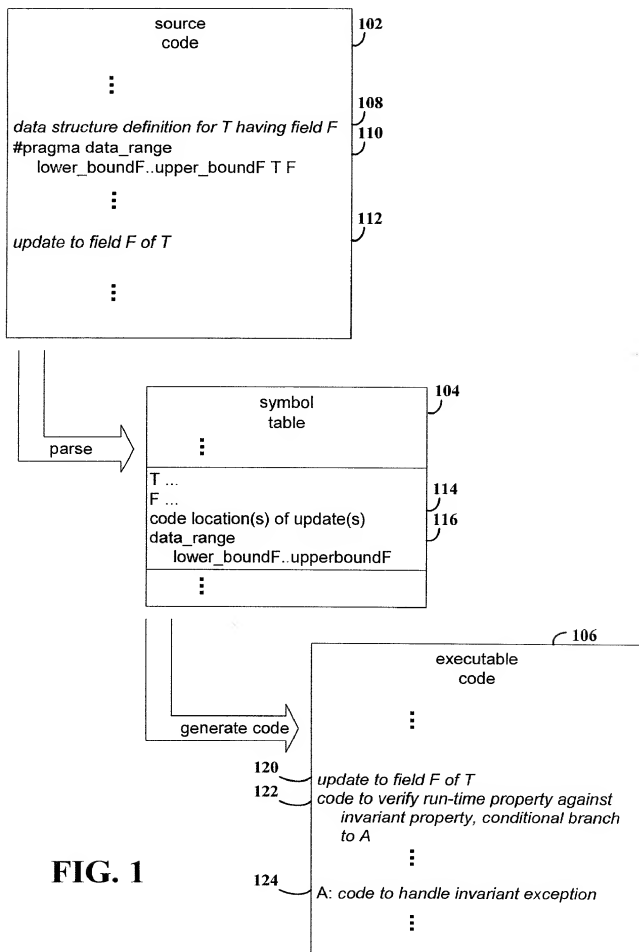 source
code
102
108
data structure definition for T having field F
110
#pragma data_range
lower_boundF..upper_boundF T F
112
update to field F of T
parse
symbol
table
104
T ...
F ...
114
code location(s) of update(s)
116
data_range
lower_boundF..upperboundF
generate code
106
executable
code
120
update to field F of T
122
code to verify run-time property against
invariant property, conditional branch
to A
124
A: code to handle invariant exception
FIG. 1